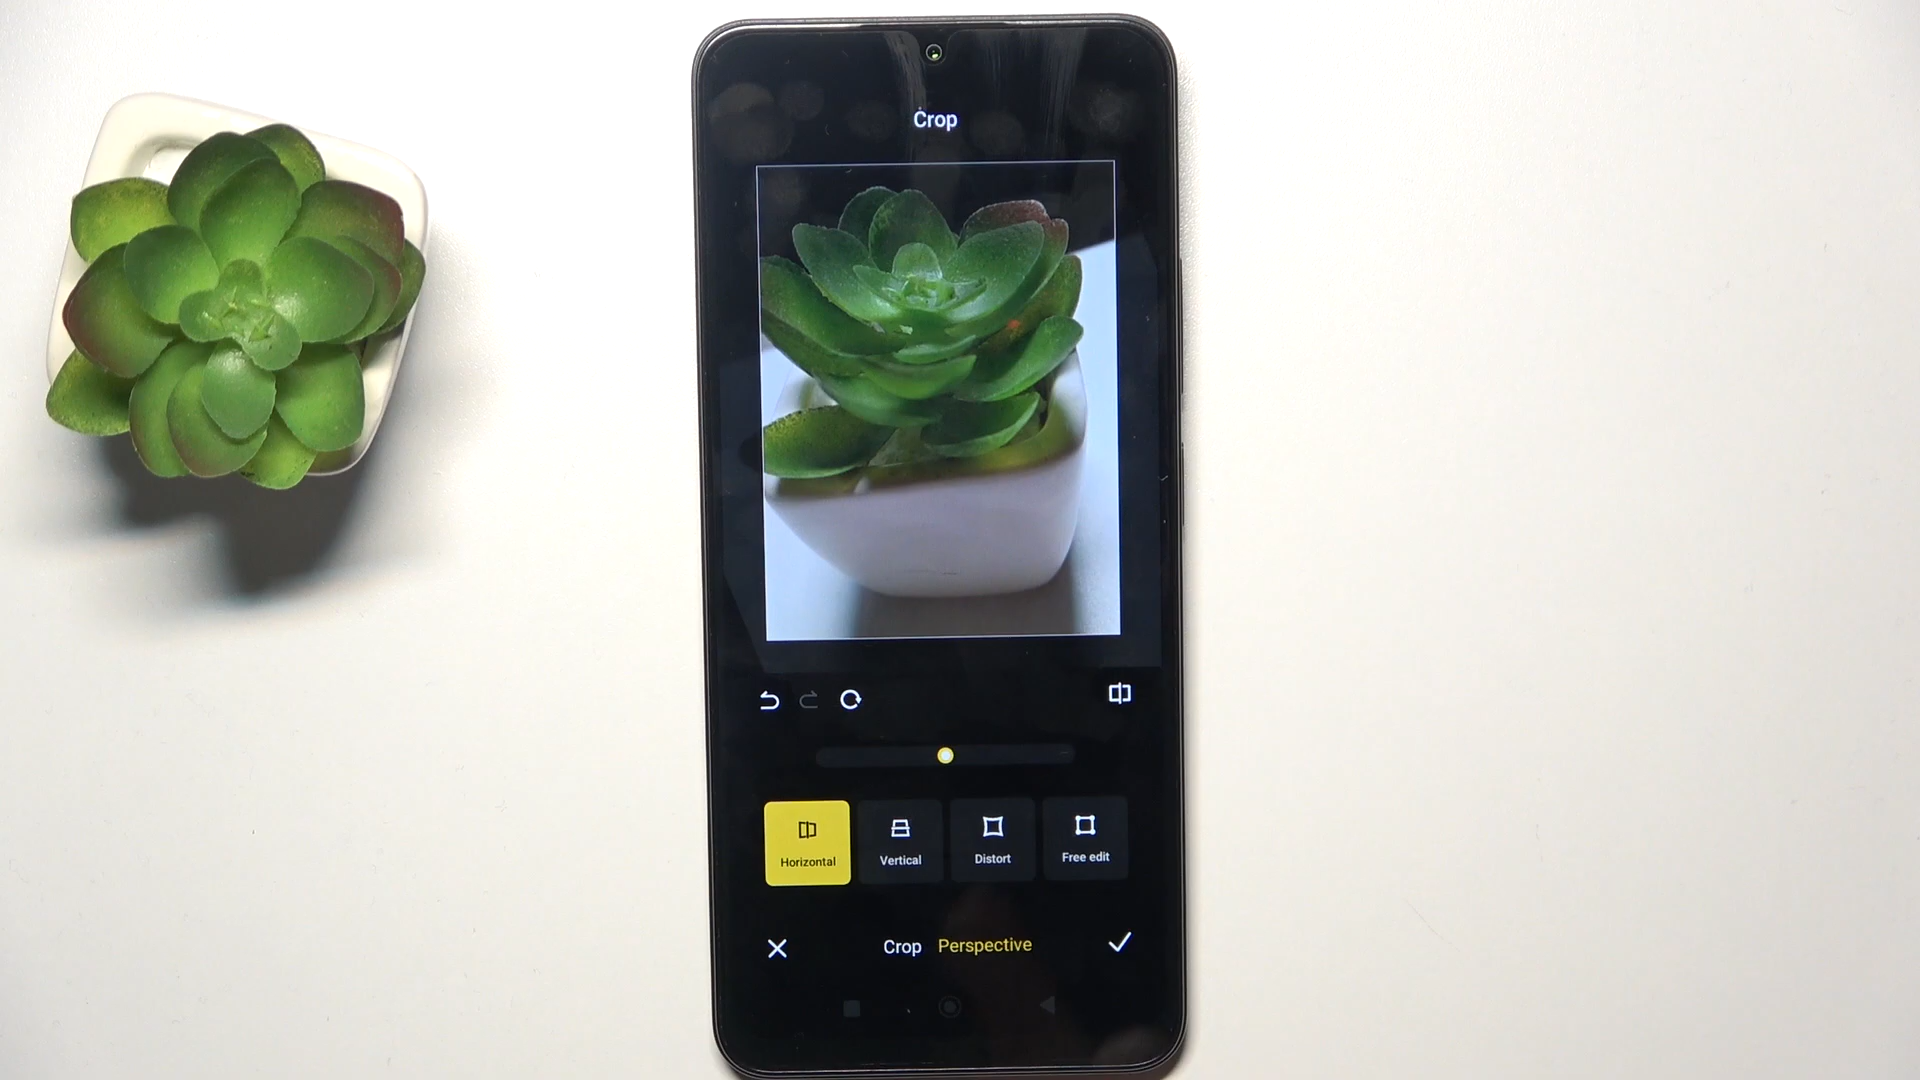 Crop
Horizontal
Vertical
Distort
Free edit
Crop Perspective